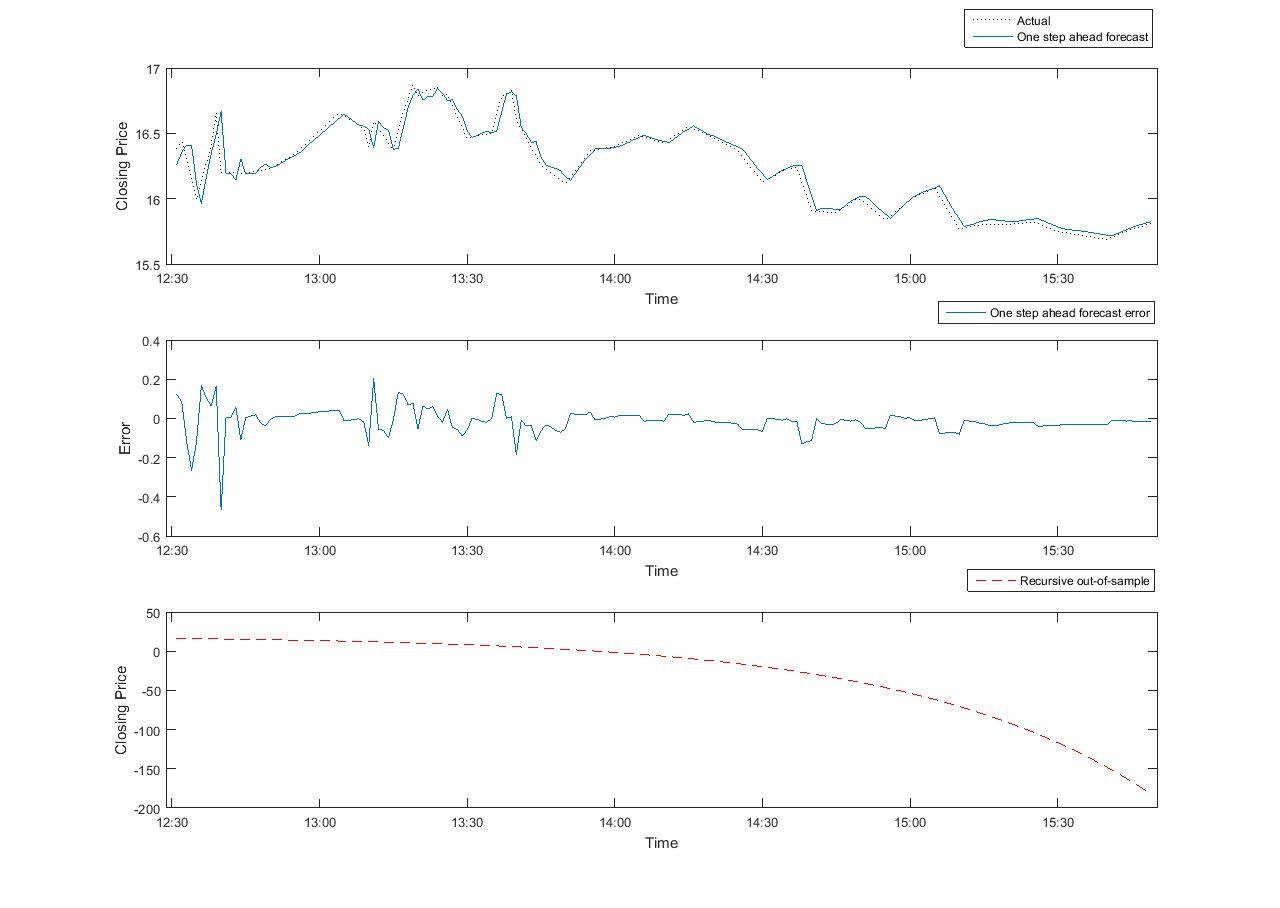 Actual
One step ahead forecast
17
16.5
16
15.5
Closing Price
12:30 13:00 13:30 14:00 14:30 15:00 15:30
Time
One step ahead forecast error
0.4
0.2
0
-0.2
-0.4
-0.6
Error
12:30 13:00 13:30 14:00 14:30 15:00 15:30
Time
Recursive out-of-sample
50
0
-50
-100
-150
-200
Closing Price
12:30 13:00 13:30 14:00 14:30 15:00 15:30
Time